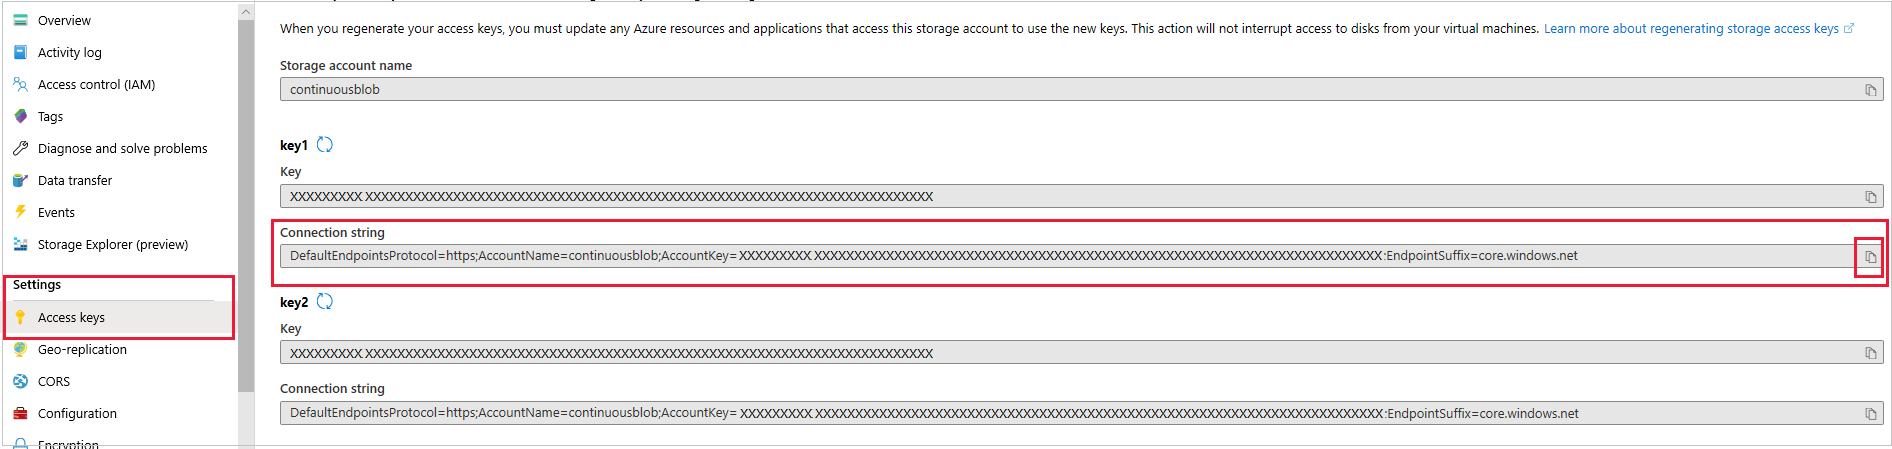 Overview
Activity log
Access control (IAM)
Tags
Diagnose and solve problems
Data transfer
Events
Storage Explorer (preview)
Settings
Access keys
Geo-replication
CORS
Configuration
Encryption
When you regenerate your access keys, you must update any Azure resources and applications that access this storage account to use the new keys. This action will not interrupt access to disks from your virtual machines. Learn more about regenerating storage access keys
Storage account name
continuousblob
key1
Key
XXXXXXXXX XXXXXXXXXXXXXXXXXXXXXXXXXXXXXXXXXXXXXXXXXXXXXXXXXXXXXXXXXXXXXXXXXXXXXXX
Connection string
DefaultEndpointsProtocol=https;AccountName=continuousblob;AccountKey= XXXXXXXXX XXXXXXXXXXXXXXXXXXXXXXXXXXXXXXXXXXXXXXXXXXXXXXXXXXXXXXXXXXXXXXXXXXXXXXX;EndpointSuffix=core.windows.net
key2
Key
XXXXXXXXX XXXXXXXXXXXXXXXXXXXXXXXXXXXXXXXXXXXXXXXXXXXXXXXXXXXXXXXXXXXXXXXXXXXXXXX
Connection string
DefaultEndpointsProtocol=https;AccountName=continuousblob;AccountKey= XXXXXXXXX XXXXXXXXXXXXXXXXXXXXXXXXXXXXXXXXXXXXXXXXXXXXXXXXXXXXXXXXXXXXXXXXXXXXXXX;EndpointSuffix=core.windows.net